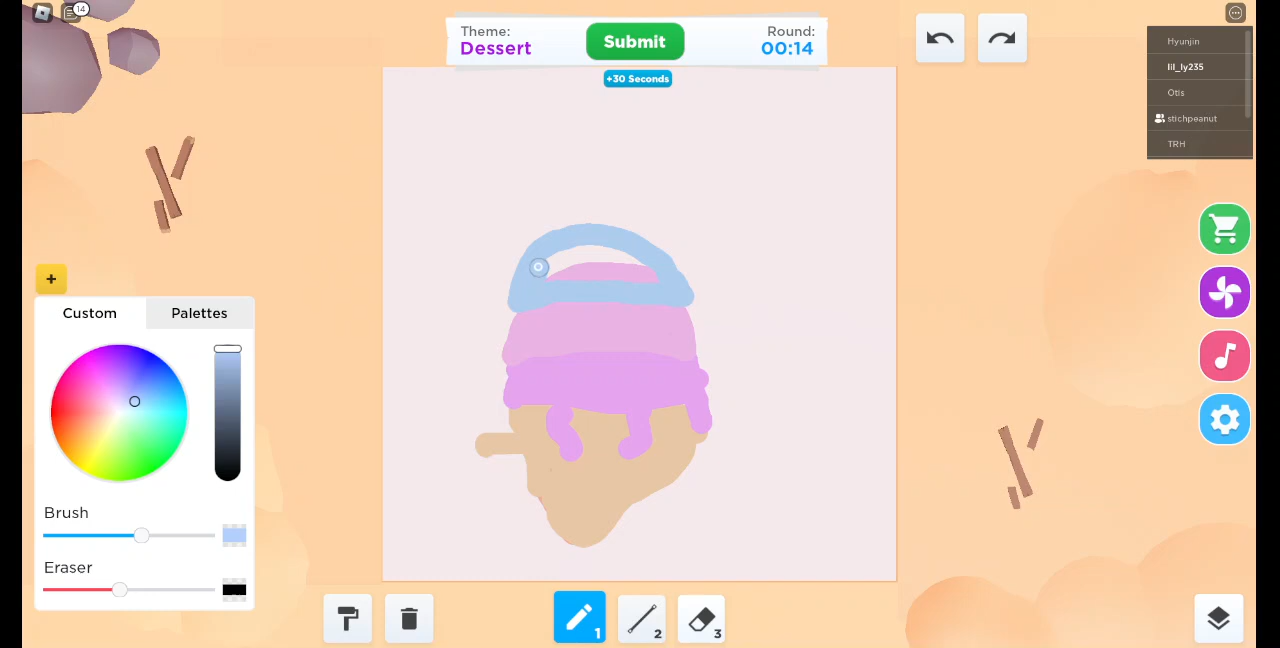 14
Theme:
Dessert
Submit
Round:
00:14
+30 Seconds
Hyunjin
lil_ly235
Otis
stichpeanut
TRH
+
Custom
Palettes
Brush
Eraser
1
2
3